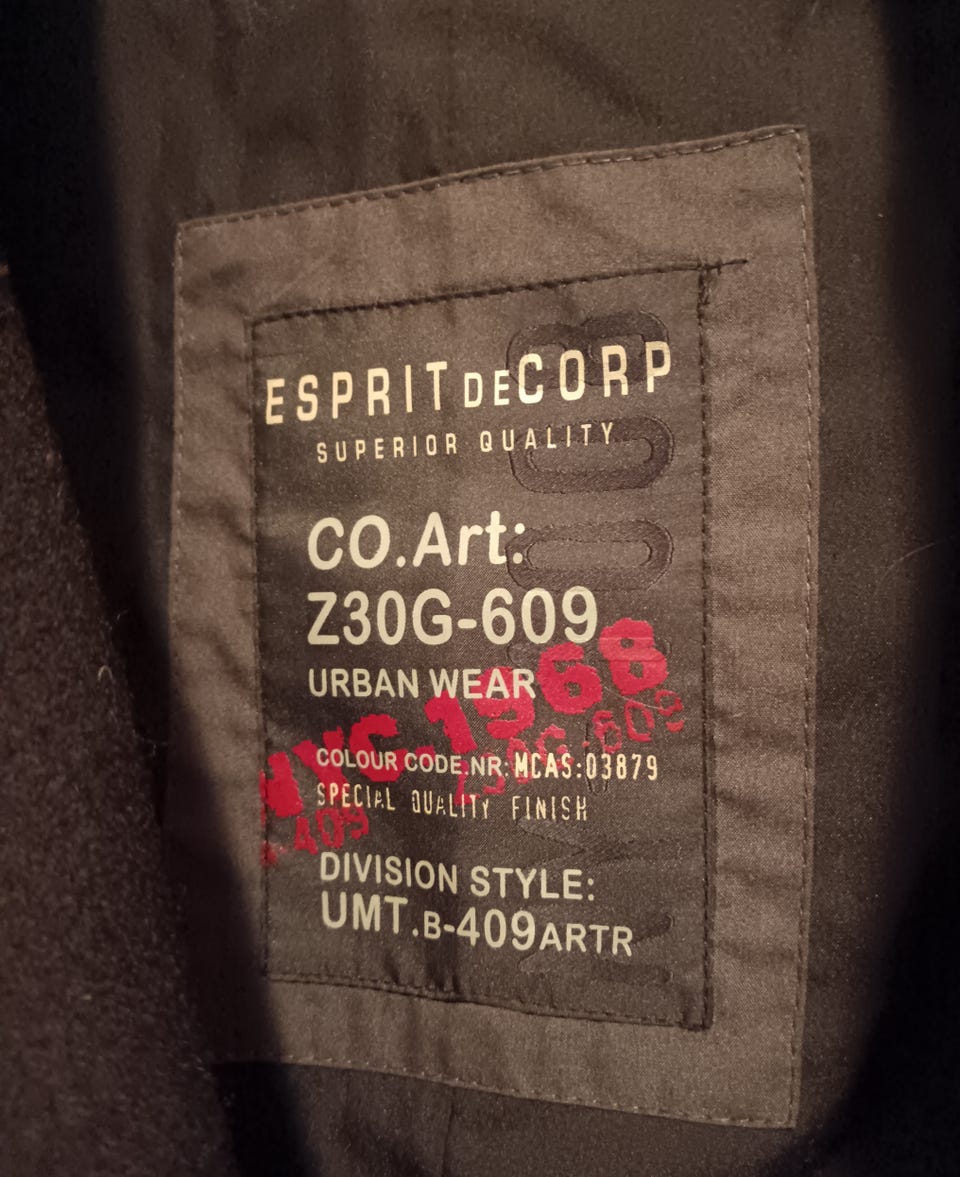 ESPRIT DE CORP
SUPERIOR QUALITY
CO.Art:
Z30G-609
URBAN WEAR
NYC.1968
COLOUR CODE.NR:MCAS:03879
SPECIAL QUALITY FINISH
409
DIVISION STYLE:
UMT.B-409ARTR